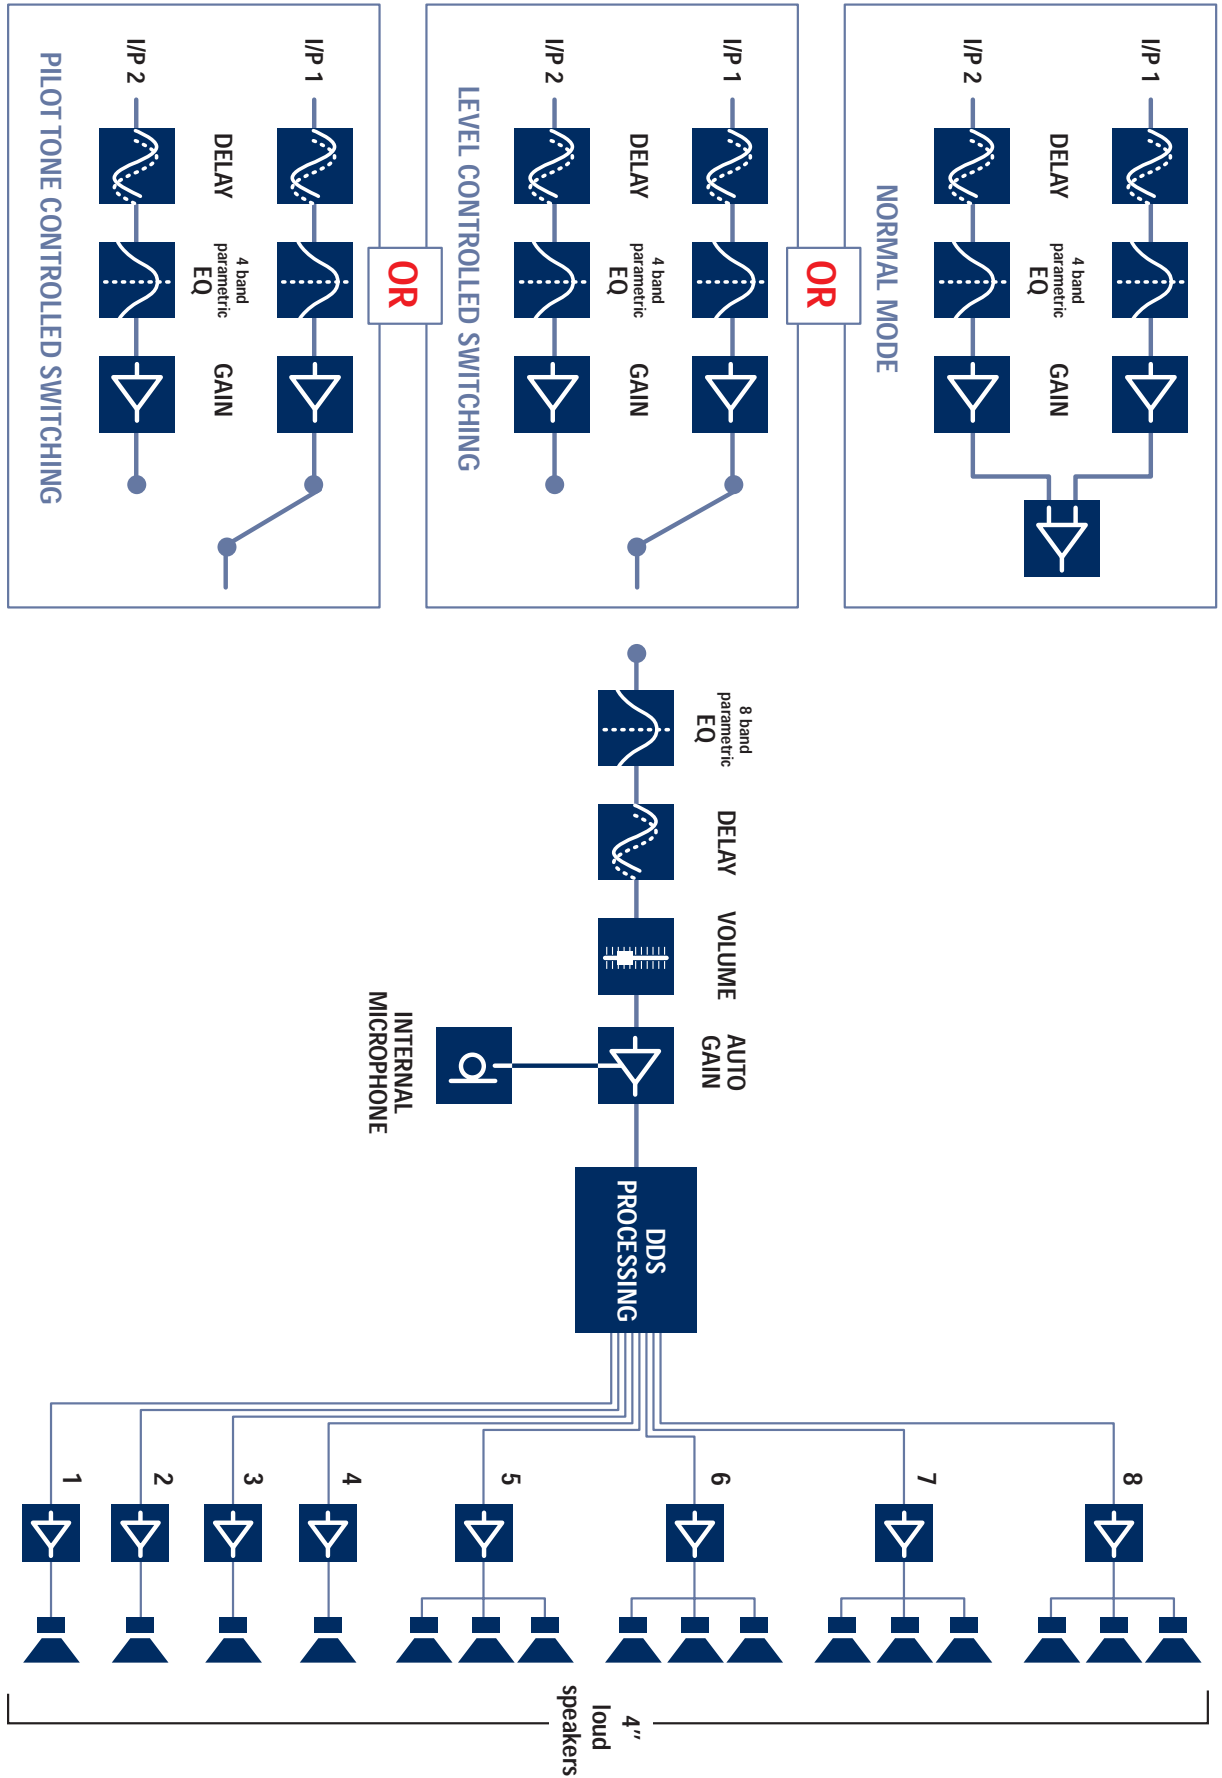 I/P 1
DELAY
4 band
parametric
EQ
GAIN
I/P 2
NORMAL MODE
OR
I/P 1
DELAY
4 band
parametric
EQ
GAIN
I/P 2
LEVEL CONTROLLED SWITCHING
OR
I/P 1
DELAY
4 band
parametric
EQ
GAIN
I/P 2
PILOT TONE CONTROLLED SWITCHING
8 band
parametric
EQ
DELAY
VOLUME
AUTO
GAIN
INTERNAL
MICROPHONE
DDS
PROCESSING
8
7
6
5
4
3
2
1
4"
loud
speakers